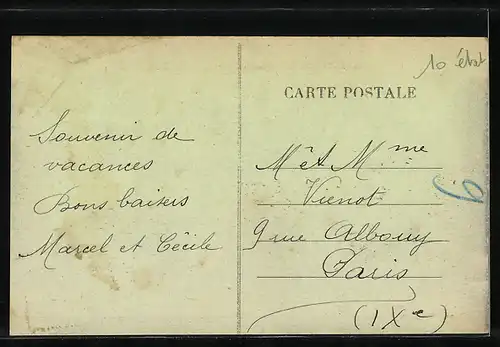 10 état
CARTE POSTALE
Souvenir de
vacances
Bons baisers
Marcel et Cécile
M et Mme
Vienot
9 rue Albouy
Paris
(IXe)
6